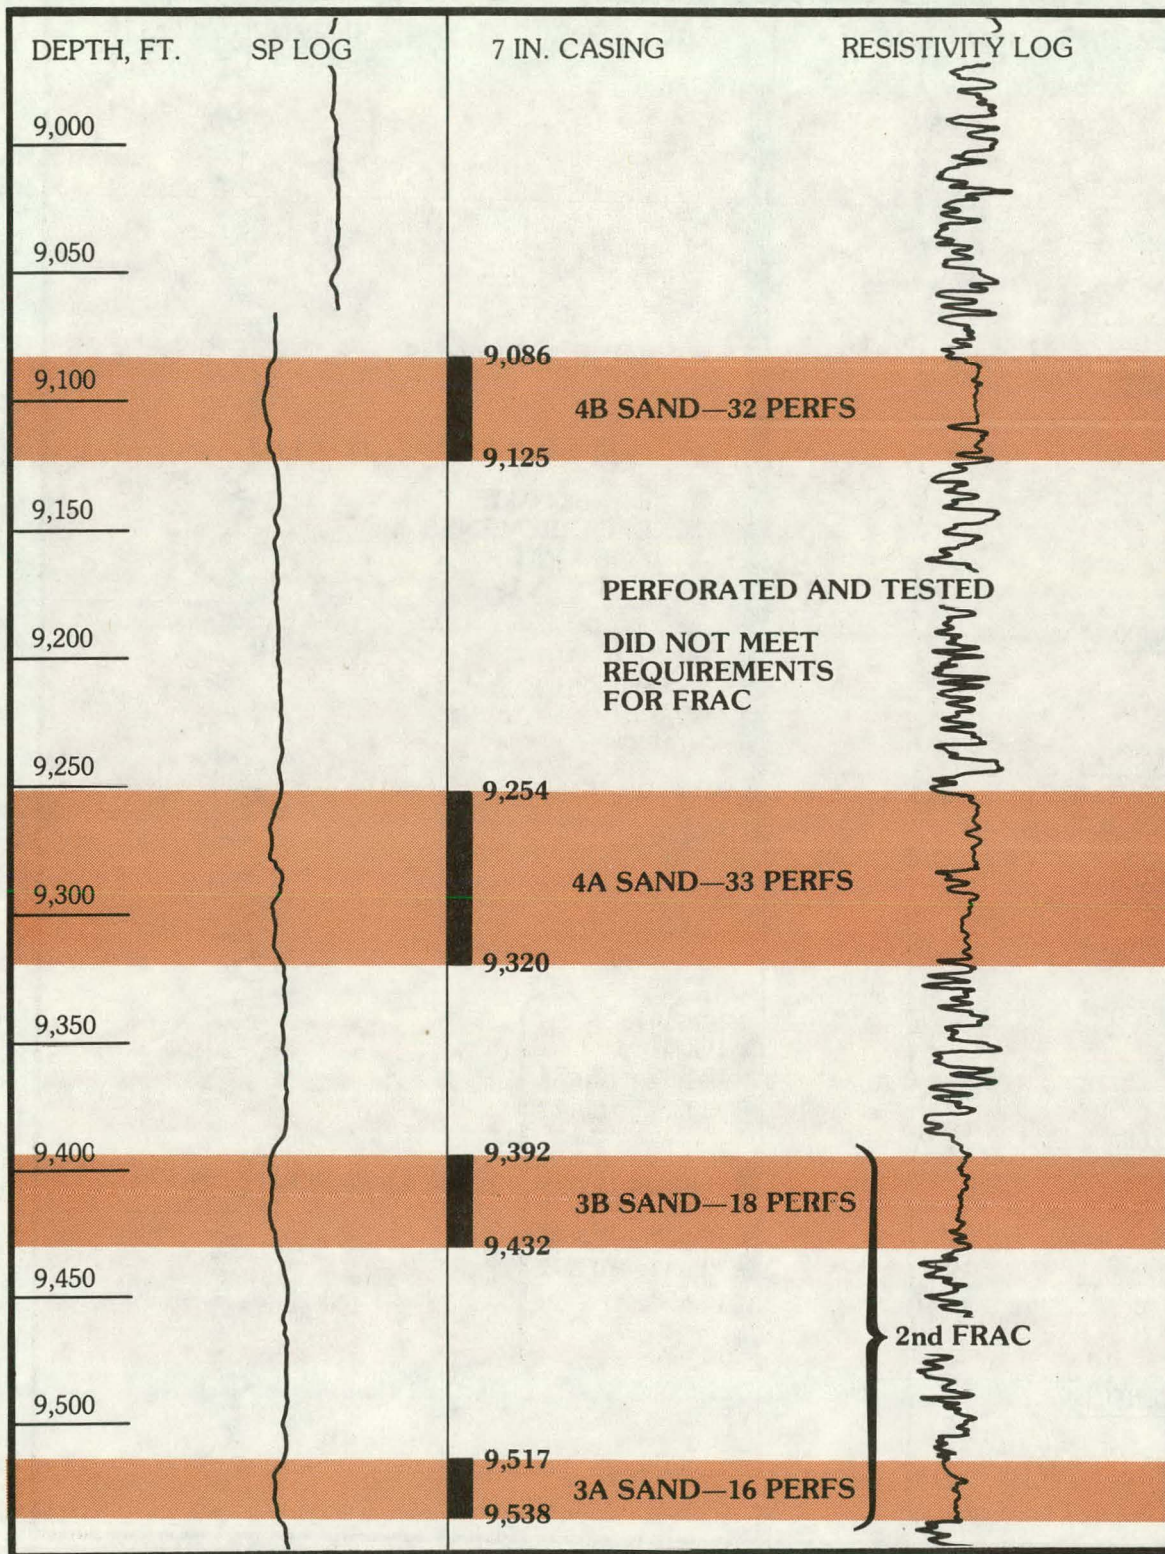 DEPTH, FT. SP LOG 7 IN. CASING RESISTIVITY LOG
9,000
9,050
9,086
9,100
4B SAND—32 PERFS
9,125
9,150
PERFORATED AND TESTED
DID NOT MEET
REQUIREMENTS
FOR FRAC
9,200
9,250
9,254
4A SAND—33 PERFS
9,300
9,320
9,350
9,392
9,400
3B SAND—18 PERFS
9,432
9,450
2nd FRAC
9,500
9,517
3A SAND—16 PERFS
9,538